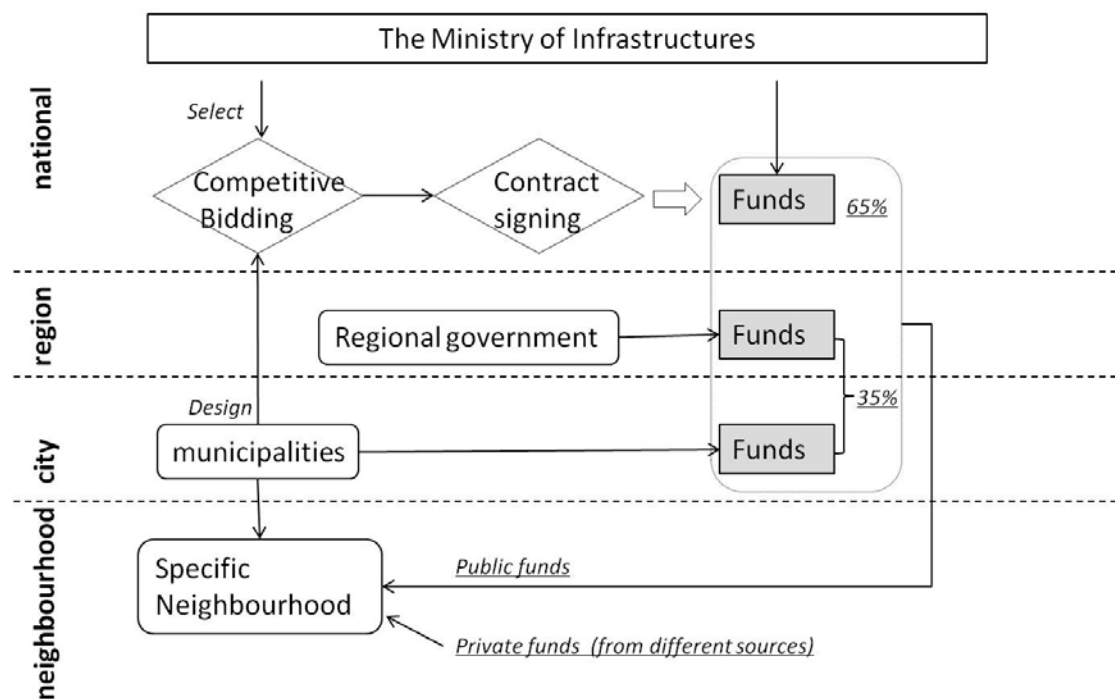 The Ministry of Infrastructures
national
Select
Competitive
Bidding
Contract
signing
Funds
65%
region
Regional government
Funds
35%
city
Design
municipalities
Funds
neighbourhood
Specific
Neighbourhood
Public funds
Private funds (from different sources)